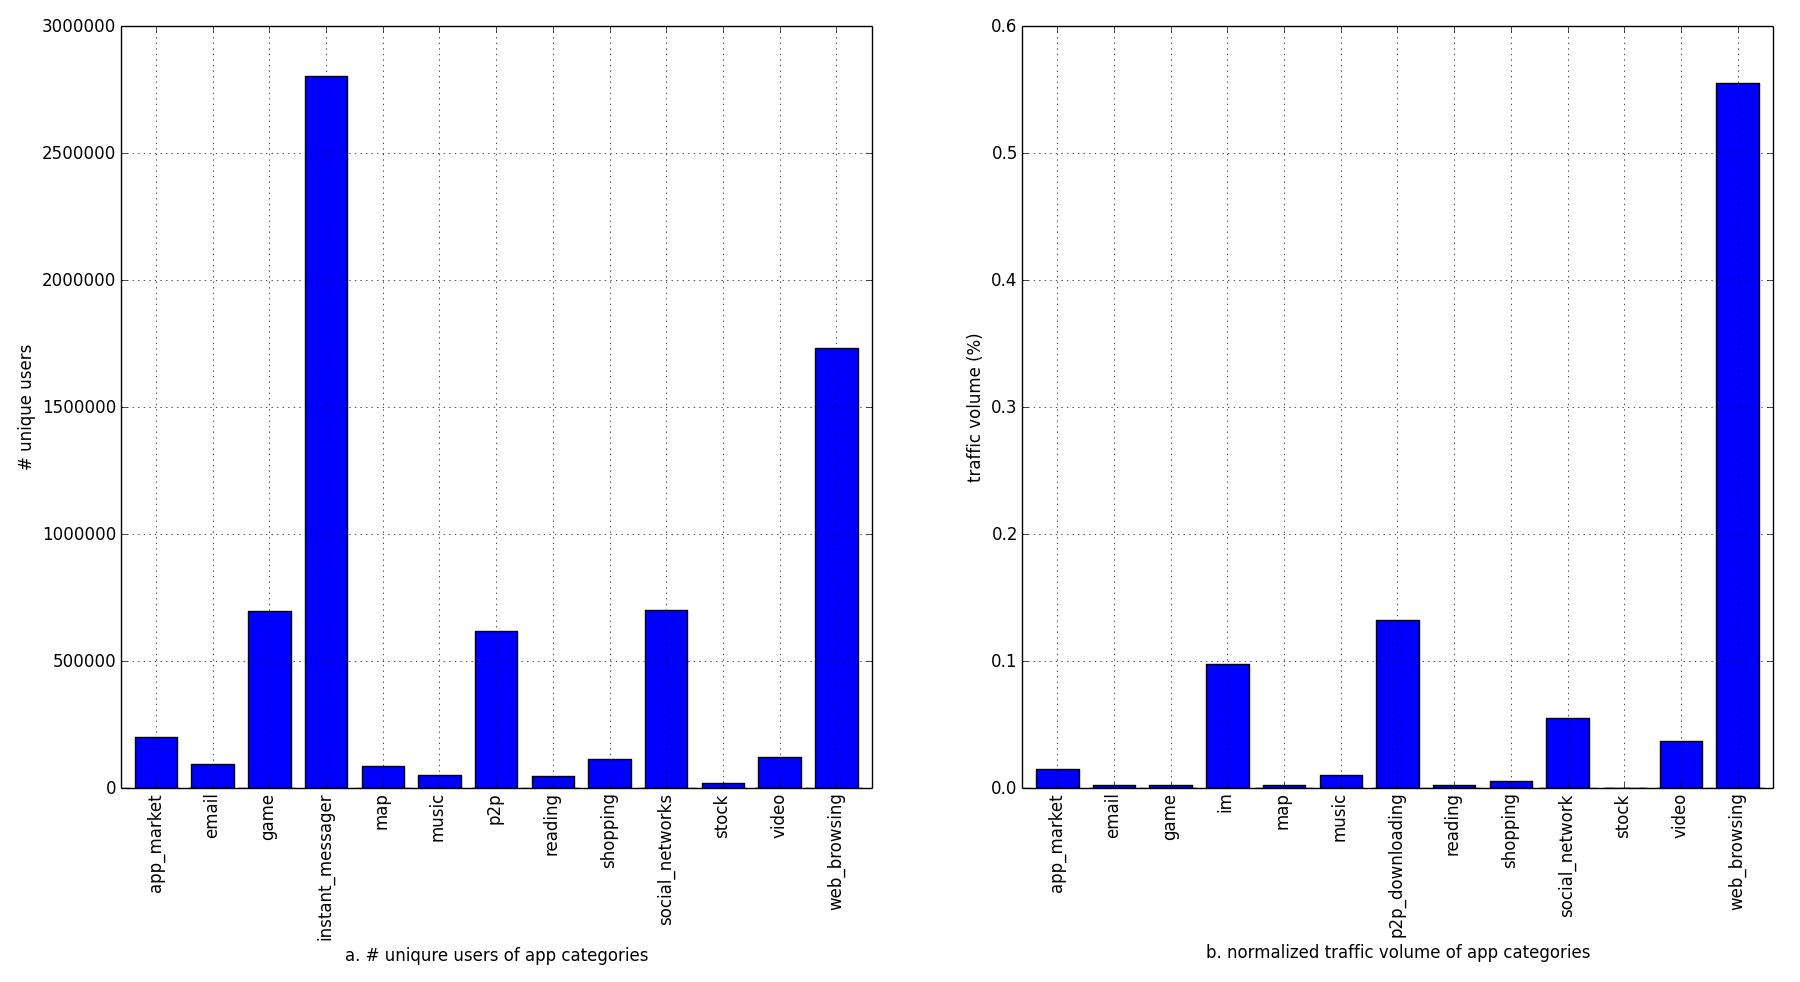 3000000
2500000
2000000
1500000
1000000
500000
0
# unique users
app_market
email
game
instant_messager
map
music
p2p
reading
shopping
social_networks
stock
video
web_browsing
a. # uniqure users of app categories
0.6
0.5
0.4
0.3
0.2
0.1
0.0
traffic volume (%)
app_market
email
game
im
map
music
p2p_downloading
reading
shopping
social_network
stock
video
web_browsing
b. normalized traffic volume of app categories